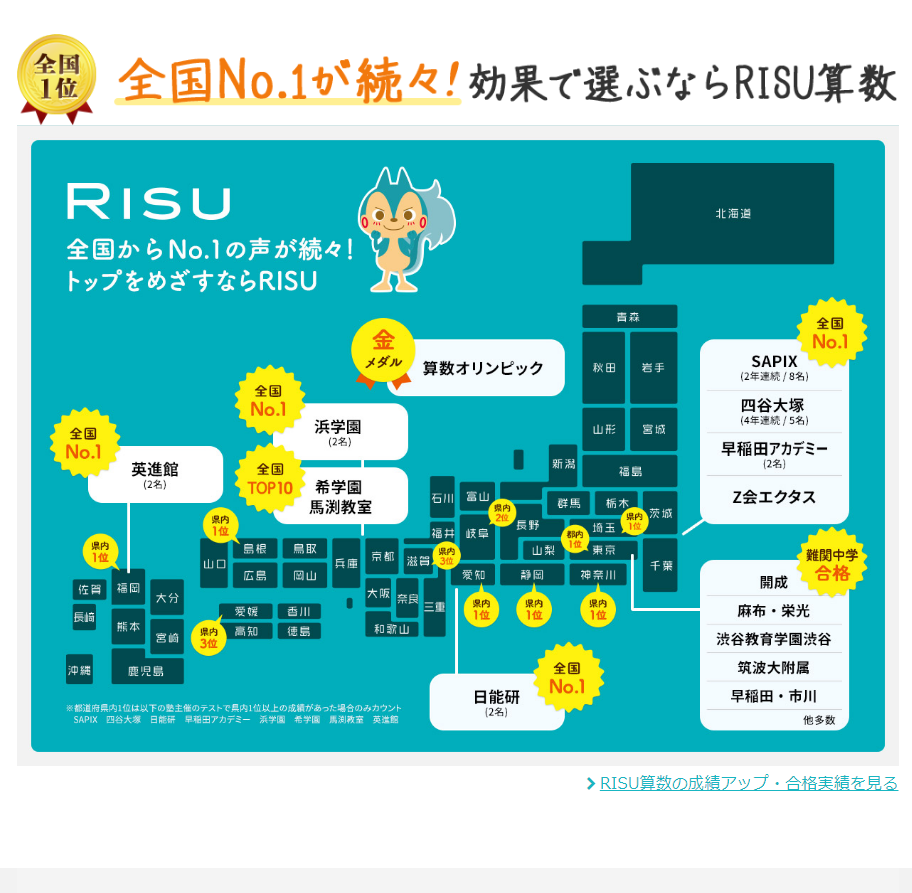 全国
1位
全国No.1が続々!効果で選ぶならRISU算数
RISU
全国からNo.1の声が続々!
トップをめざすならRISU
北海道
青森
秋田
岩手
山形
宮城
福島
新潟
金
メダル
算数オリンピック
全国
No.1
SAPIX
(2年連続 / 8名)
四谷大塚
(4年連続 / 5名)
早稲田アカデミー
(2名)
Z会エクタス
全国
No.1
浜学園
(2名)
全国
TOP10
希学園
馬渕教室
全国
No.1
英進館
(2名)
石川
富山
群馬
栃木
茨城
福井
岐阜
県内
2位
長野
埼玉
県内
1位
山梨
都内
1位
東京
千葉
愛知
静岡
神奈川
県内
1位
県内
1位
県内
1位
県内
1位
山口
島根
鳥取
広島
岡山
兵庫
京都
滋賀
県内
3位
大阪
奈良
三重
和歌山
県内
1位
佐賀
福岡
大分
長崎
熊本
宮崎
沖縄
鹿児島
愛媛
香川
高知
徳島
県内
3位
難関中学
合格
開成
麻布・栄光
渋谷教育学園渋谷
筑波大附属
早稲田・市川
他多数
日能研
(2名)
全国
No.1
※都道府県内1位は以下の塾主催のテストで県内1位以上の成績があった場合のみカウント
SAPIX 四谷大塚 日能研 早稲田アカデミー 浜学園 希学園 馬渕教室 英進館
RISU算数の成績アップ・合格実績を見る